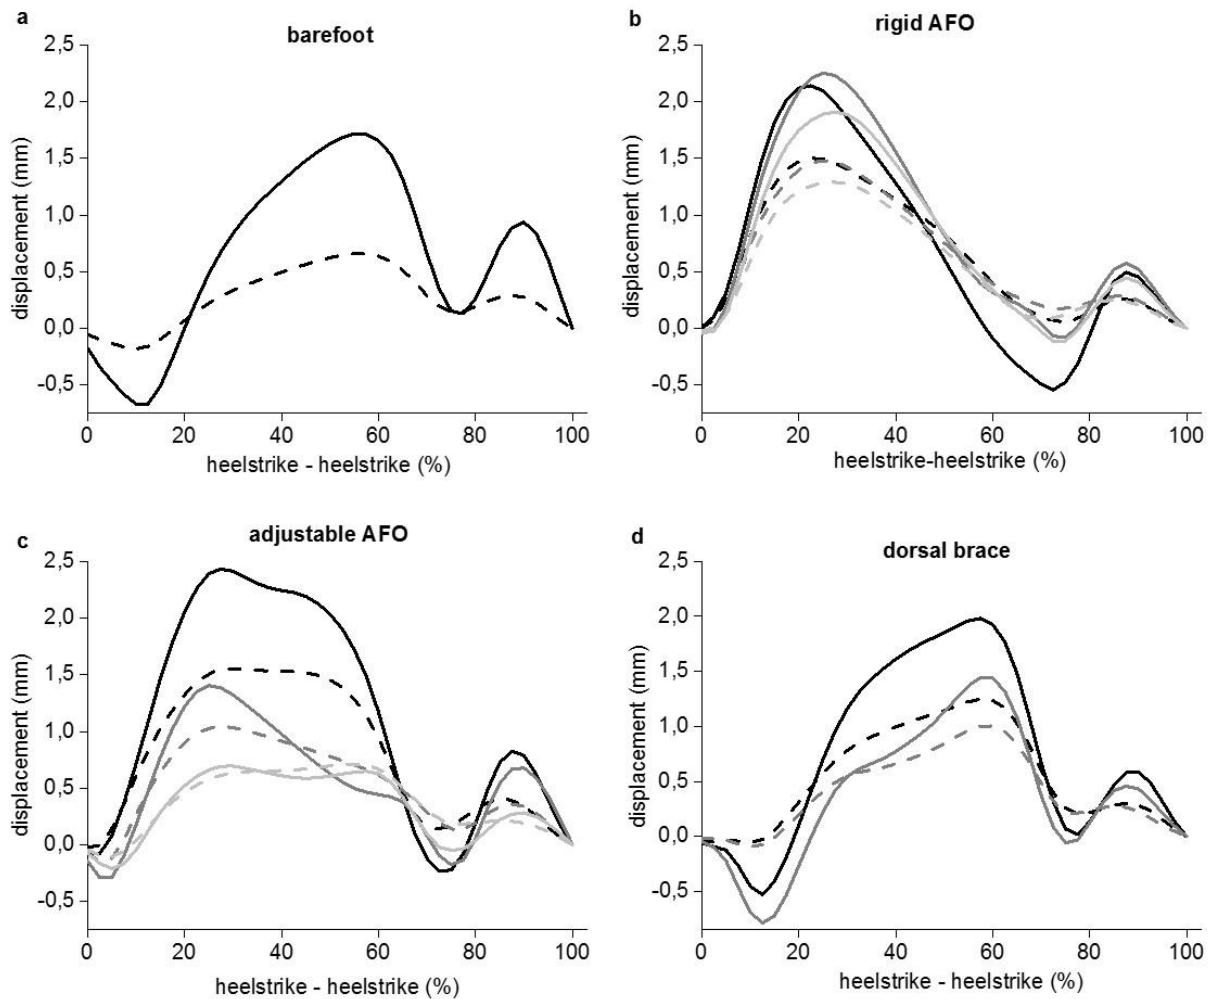 a
barefoot
2,5
2,0
1,5
1,0
0,5
0,0
-0,5
displacement (mm)
0 20 40 60 80 100
heelstrike - heelstrike (%)
b
rigid AFO
2,5
2,0
1,5
1,0
0,5
0,0
-0,5
displacement (mm)
0 20 40 60 80 100
heelstrike-heelstrike (%)
c
adjustable AFO
2,5
2,0
1,5
1,0
0,5
0,0
-0,5
displacement (mm)
0 20 40 60 80 100
heelstrike - heelstrike (%)
d
dorsal brace
2,5
2,0
1,5
1,0
0,5
0,0
-0,5
displacement (mm)
0 20 40 60 80 100
heelstrike - heelstrike (%)